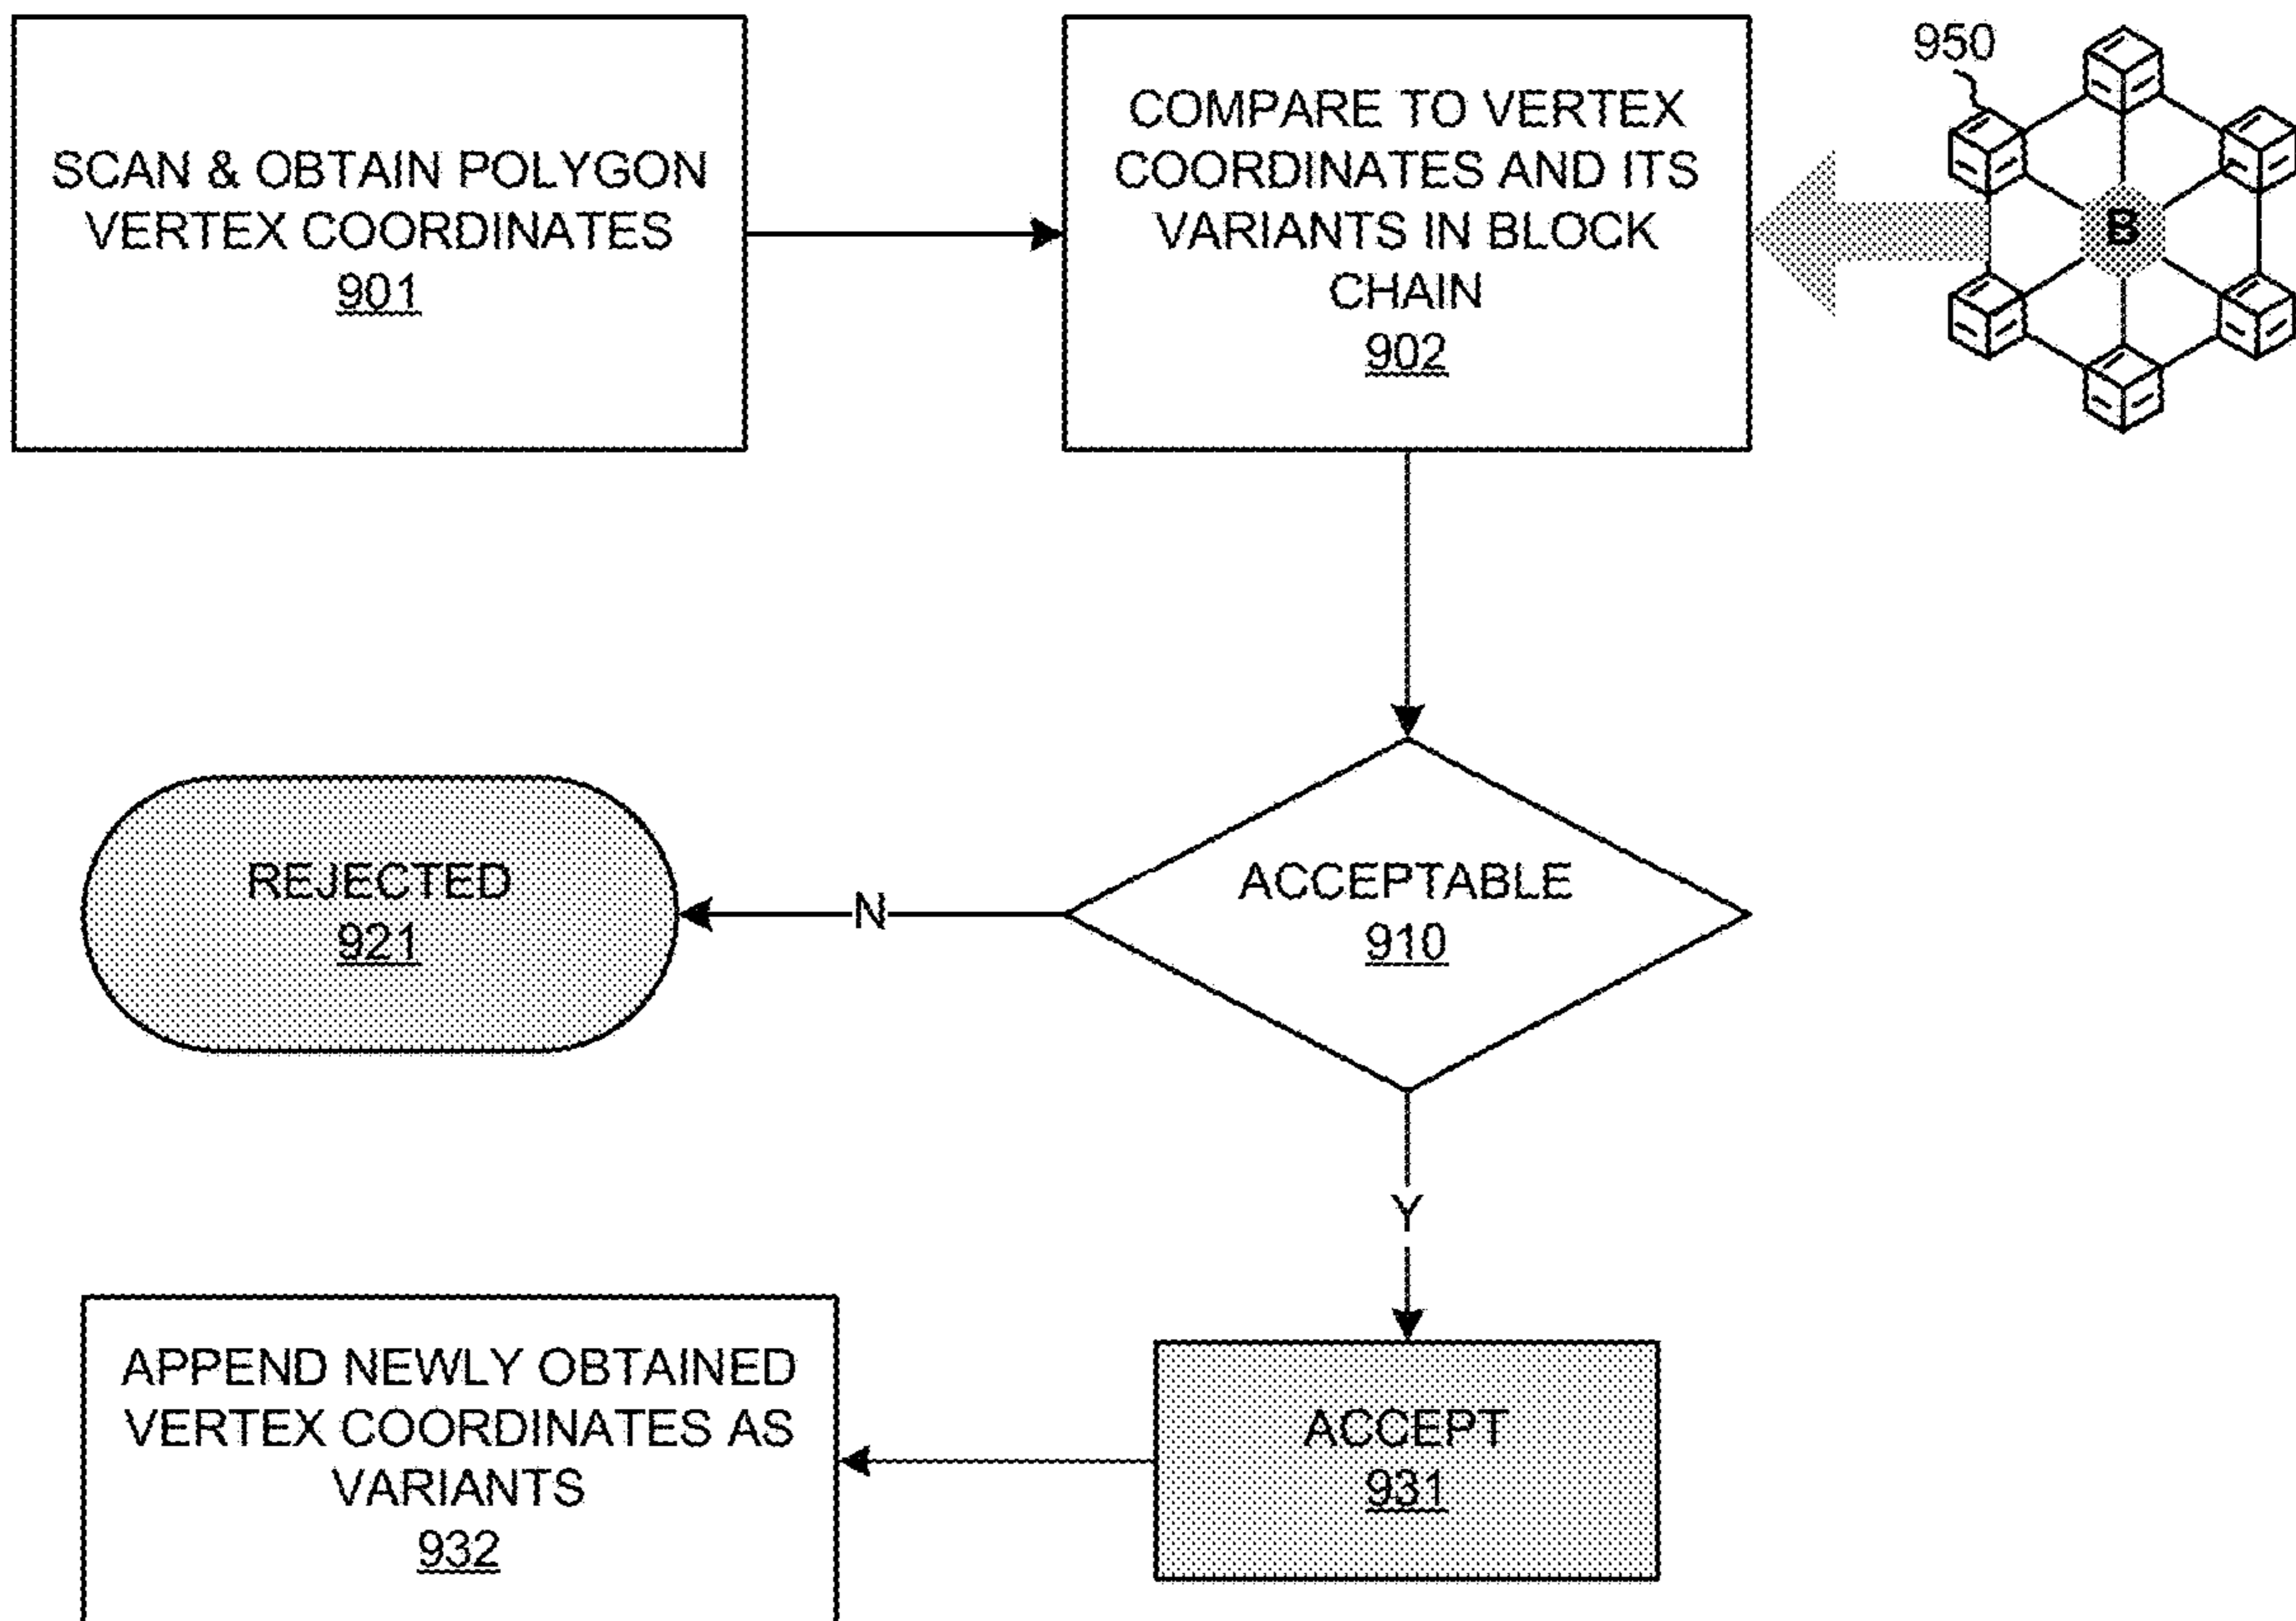 SCAN & OBTAIN POLYGON
VERTEX COORDINATES
901
COMPARE TO VERTEX
COORDINATES AND ITS
VARIANTS IN BLOCK
CHAIN
902
950
B
ACCEPTABLE
910
N
REJECTED
921
Y
ACCEPT
931
APPEND NEWLY OBTAINED
VERTEX COORDINATES AS
VARIANTS
932